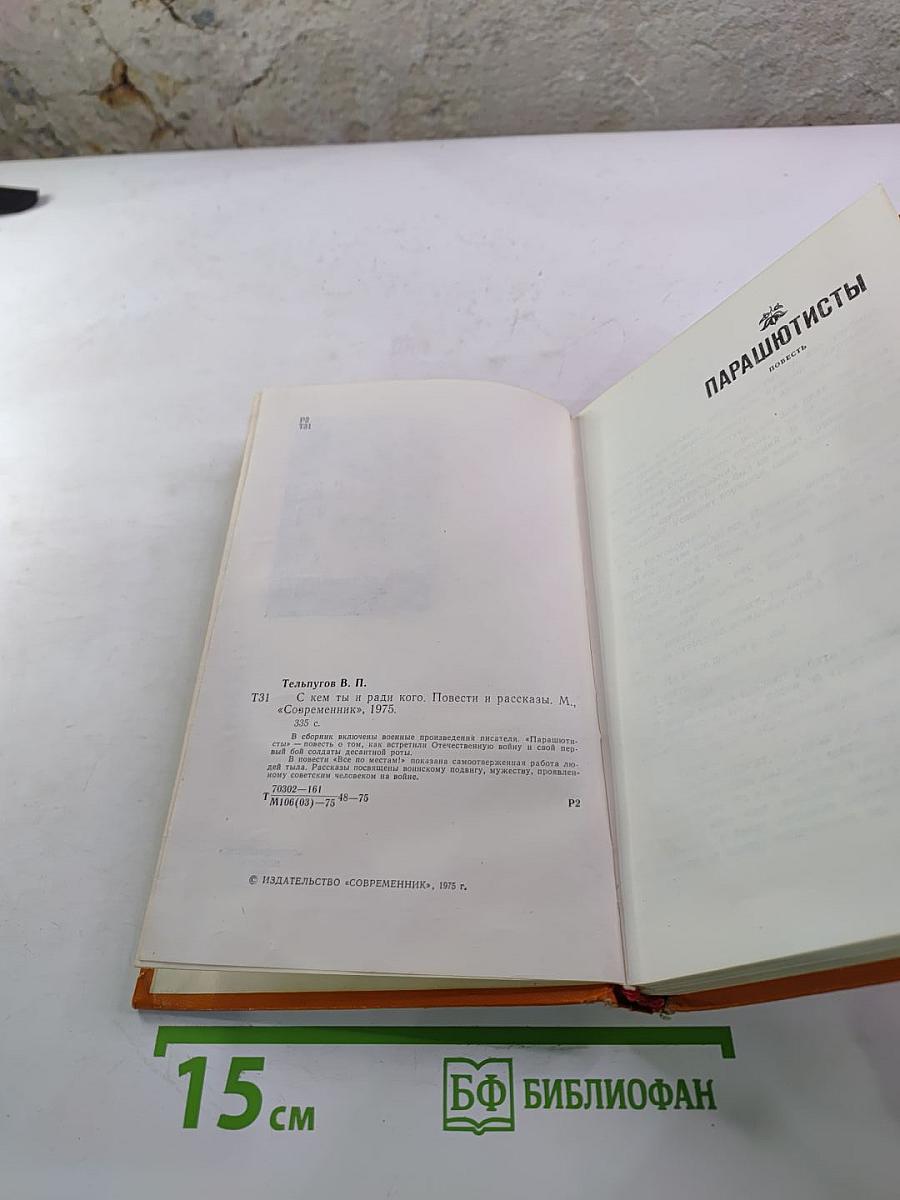 Р2
Т31
Тельпугов В. П.
Т31 С кем ты и ради кого. Повести и рассказы. М.,
«Современник», 1975.
335 с.
В сборник включены военные произведения писателя. «Парашюти-
сты» — повесть о том, как встретили Отечественную войну и свой пер-
вый бой солдаты десантной роты.
В повести «Все по местам!» показана самоотверженная работа лю-
дей тыла. Рассказы посвящены воинскому подвигу, мужеству, проявлен-
ному советским человеком на войне.
70302—161
Т 48—75
М106(03)—75
Р2
© ИЗДАТЕЛЬСТВО «СОВРЕМЕННИК», 1975 г.
ПАРАШЮТИСТЫ
ПОВЕСТЬ
15 см
БФ БИБЛИОФАН